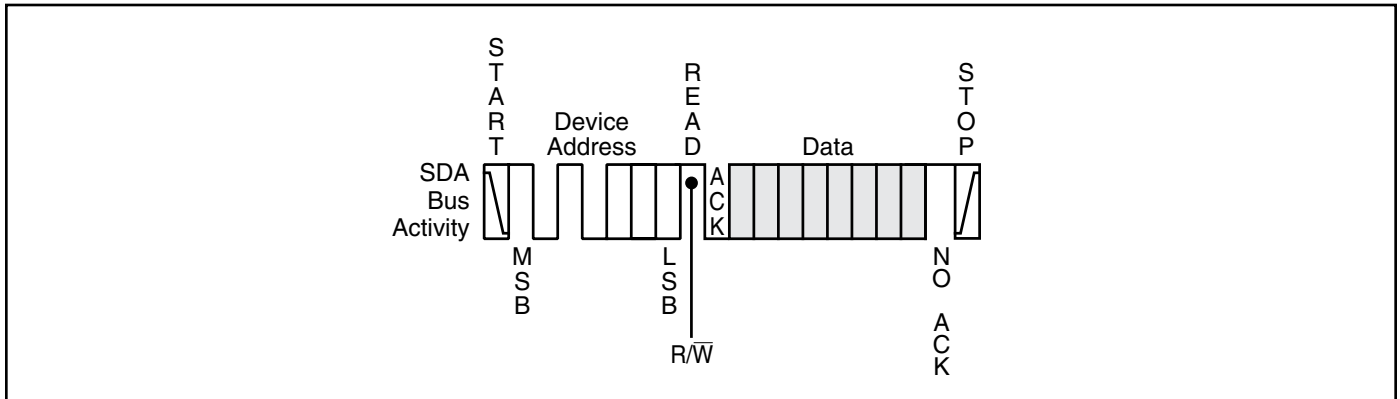 START
READ
STOP
Device
Address
Data
SDA
Bus
Activity
ACK
MSB
LSB
NO ACK
R/W̅